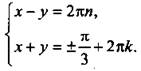 x − y = 2πn,
x + y = ± π/3 + 2πk.